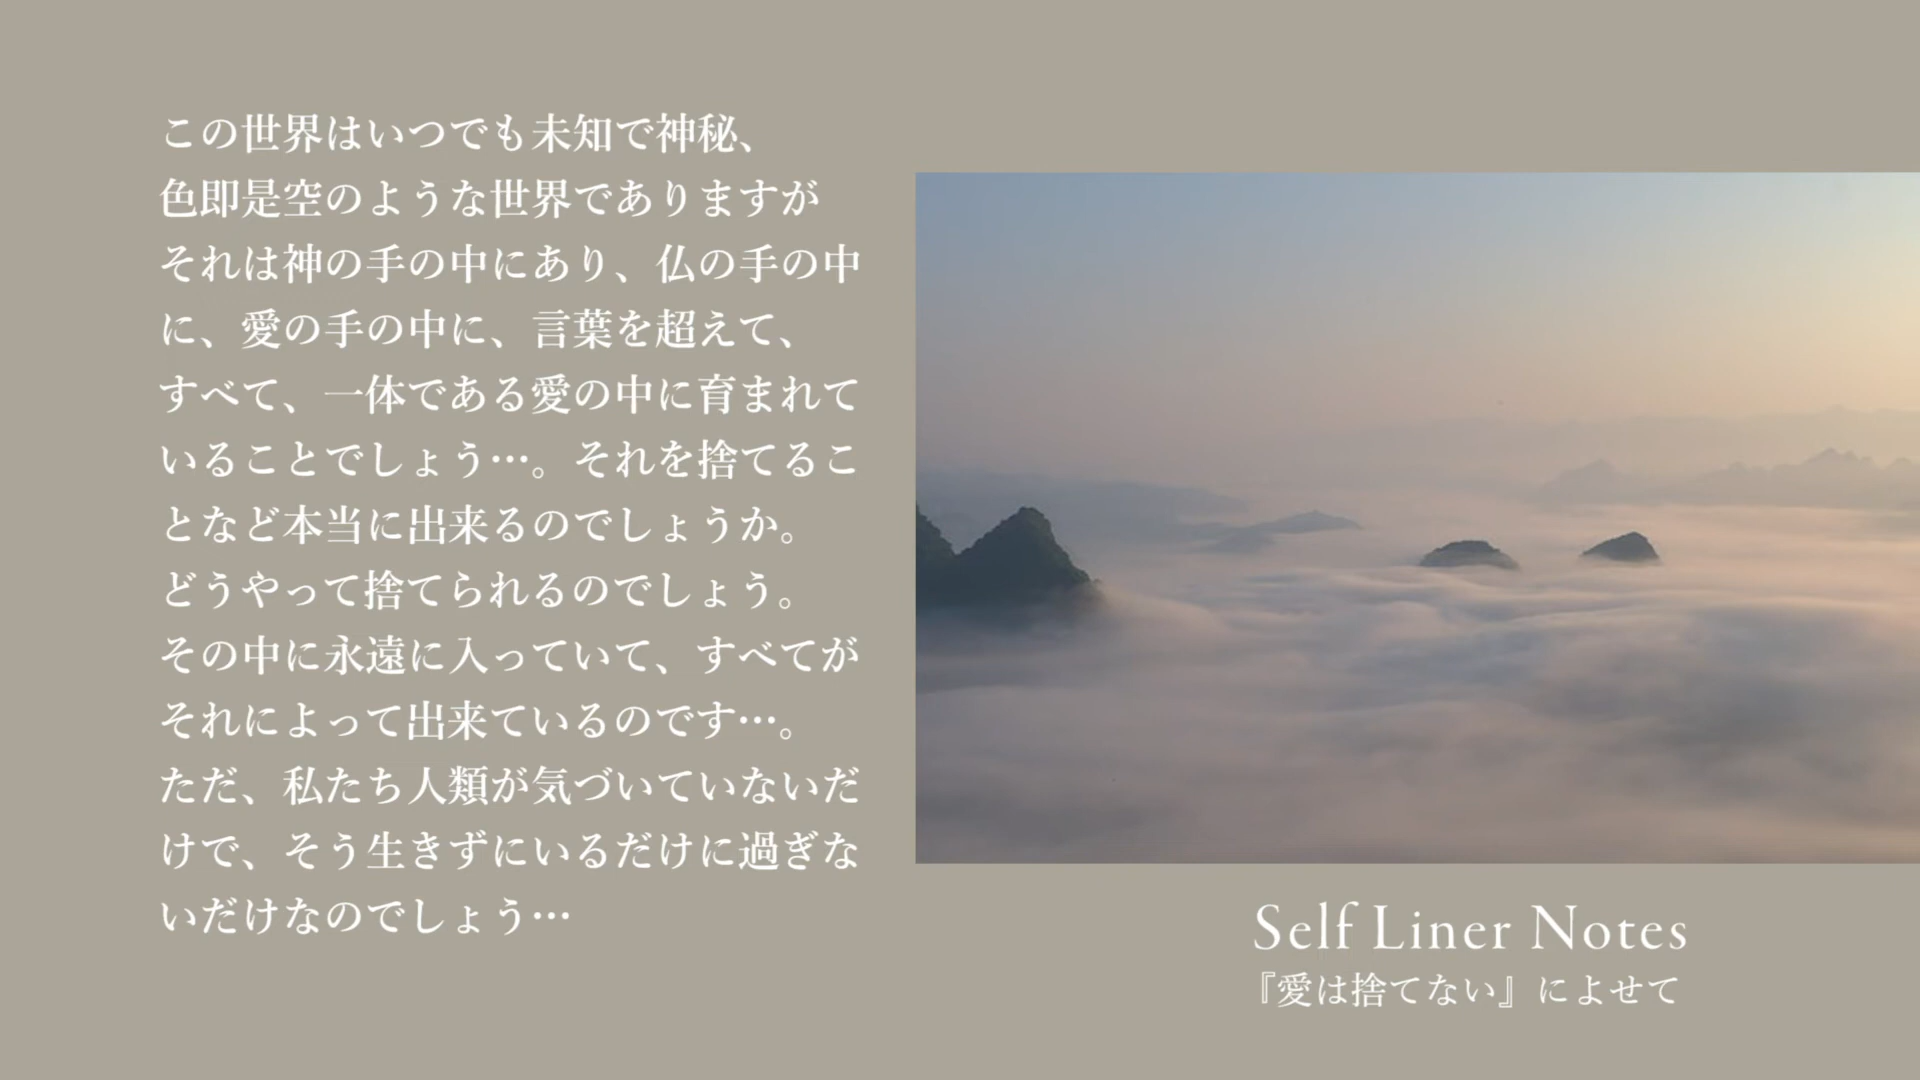 この世界はいつでも未知で神秘、
色即是空のような世界でありますが
それは神の手の中にあり、仏の手の中
に、愛の手の中に、言葉を超えて、
すべて、一体である愛の中に育まれて
いることでしょう…。それを捨てるこ
となど本当に出来るのでしょうか。
どうやって捨てられるのでしょう。
その中に永遠に入っていて、すべてが
それによって出来ているのです…。
ただ、私たち人類が気づいていないだ
けで、そう生きずにいるだけに過ぎな
いだけなのでしょう…
Self Liner Notes
『愛は捨てない』によせて